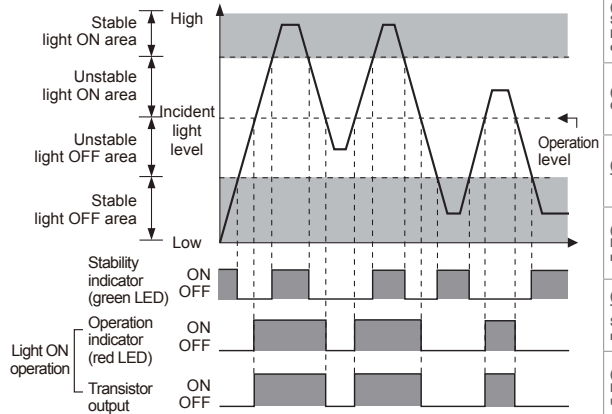 High
Stable
light ON area
Unstable
light ON area
Incident
light
level
Unstable
light OFF area
Operation
level
Stable
light OFF area
Low
Stability
indicator
(green LED)
ON
OFF
Light ON
operation
Operation
indicator
(red LED)
ON
OFF
Transistor
output
ON
OFF